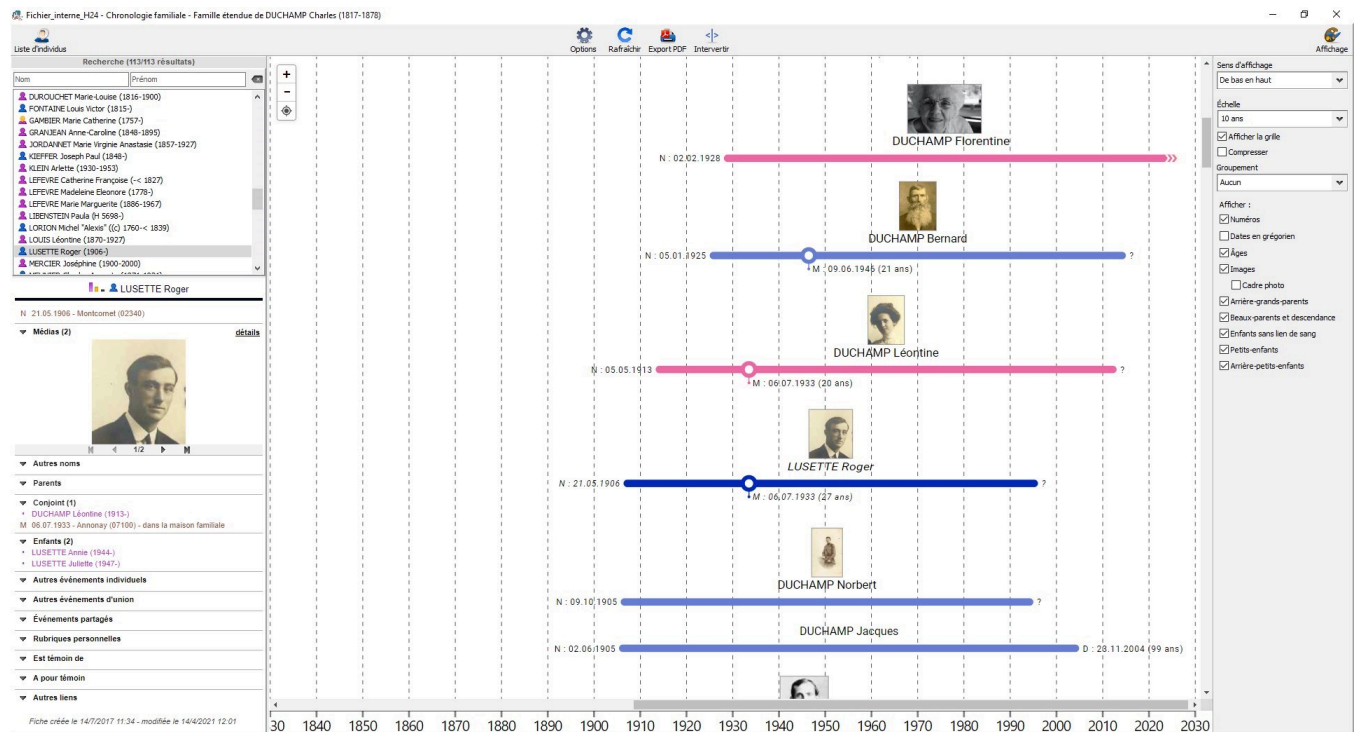 Fichier_interne_H24 - Chronologie familiale - Famille étendue de DUCHAMP Charles (1817-1878)
Liste d'individus
Options Rafraîchir Export PDF Intervertir
Affichage
Recherche (113/113 résultats)
Nom Prénom
DUROUCHET Marie-Louise (1816-1900)
FONTAINE Louis Victor (1815-)
GAMBIER Marie Catherine (1757-)
GRANJEAN Anne-Caroline (1848-1895)
JORDANNET Marie Virginie Anastasie (1857-1927)
KIEFFER Joseph Paul (1848-)
KLEIN Arlette (1930-1953)
LEFEVRE Catherine Françoise (-< 1827)
LEFEVRE Madeleine Eleonore (1778-)
LEFEVRE Marie Marguerite (1886-1967)
LIBENSTEIN Paula (H 5698-)
LORION Michel "Alexis" ((c) 1760-< 1839)
LOUIS Léontine (1870-1927)
LUSETTE Roger (1906-)
MERCIER Joséphine (1900-2000)
LUSETTE Roger
N 21.05.1906 - Montcornet (02340)
Médias (2) détails
1/2
Autres noms
Parents
Conjoint (1)
DUCHAMP Léontine (1913-)
M 06.07.1933 - Annonay (07100) - dans la maison familiale
Enfants (2)
LUSETTE Annie (1944-)
LUSETTE Juliette (1947-)
Autres événements individuels
Autres événements d'union
Événements partagés
Rubriques personnelles
Est témoin de
A pour témoin
Autres liens
Fiche créée le 14/7/2017 11:34 - modifiée le 14/4/2021 12:01
+
-
DUCHAMP Florentine
N : 02.02.1928
DUCHAMP Bernard
N : 05.01.1925 ?
M : 09.06.1946 (21 ans)
DUCHAMP Léontine
N : 05.05.1913 ?
M : 06.07.1933 (20 ans)
LUSETTE Roger
N : 21.05.1906 ?
M : 06.07.1933 (27 ans)
DUCHAMP Norbert
N : 09.10.1905 ?
DUCHAMP Jacques
N : 02.06.1905 D : 28.11.2004 (99 ans)
30 1840 1850 1860 1870 1880 1890 1900 1910 1920 1930 1940 1950 1960 1970 1980 1990 2000 2010 2020 2030
Sens d'affichage
De bas en haut
Échelle
10 ans
Afficher la grille
Compresser
Groupement
Aucun
Afficher :
Numéros
Dates en grégorien
Âges
Images
Cadre photo
Arrière-grands-parents
Beaux-parents et descendance
Enfants sans lien de sang
Petits-enfants
Arrière-petits-enfants